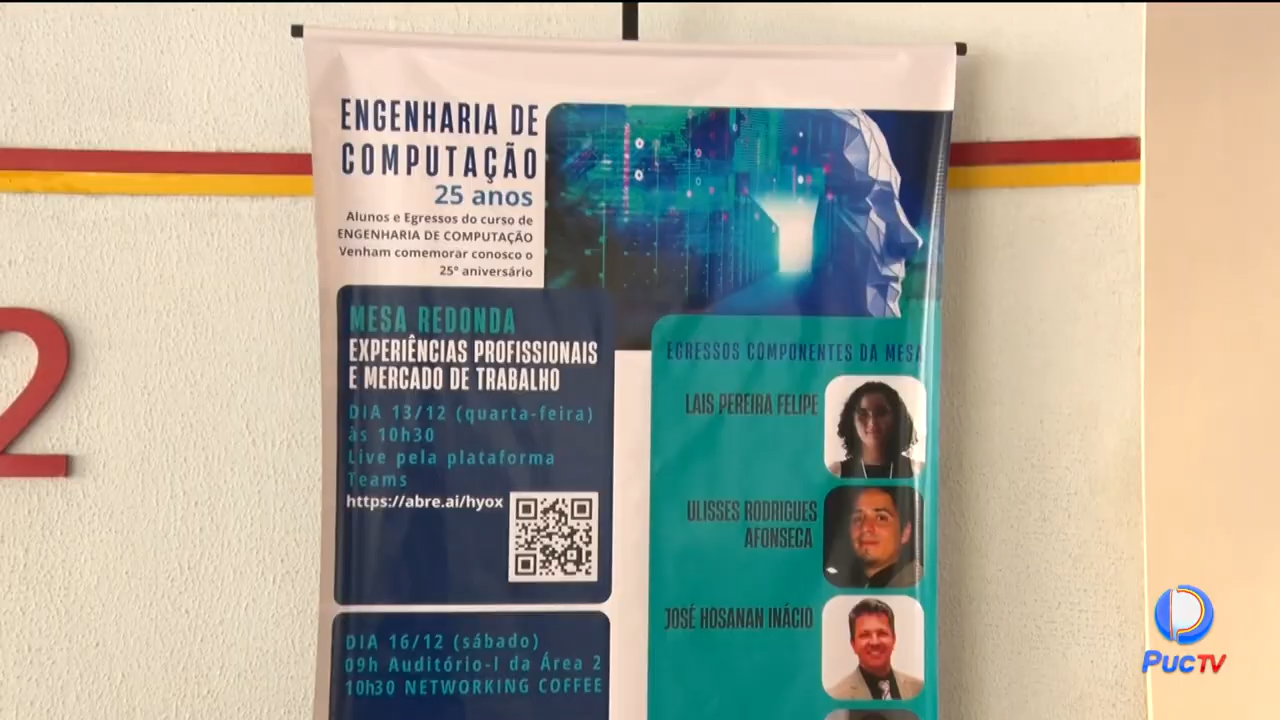 ENGENHARIA DE
COMPUTAÇÃO
25 anos
Alunos e Egressos do curso de
ENGENHARIA DE COMPUTAÇÃO
Venham comemorar conosco o
25º aniversário
MESA REDONDA
EXPERIÊNCIAS PROFISSIONAIS
E MERCADO DE TRABALHO
DIA 13/12 (quarta-feira)
às 10h30
Live pela plataforma
Teams
https://abre.ai/hyox
DIA 16/12 (sábado)
09h Auditório-I da Área 2
10h30 NETWORKING COFFEE
EGRESSOS COMPONENTES DA MESA
LAIS PEREIRA FELIPE
ULISSES RODRIGUES
AFONSECA
JOSÉ HOSANAN INÁCIO
2
PUC TV